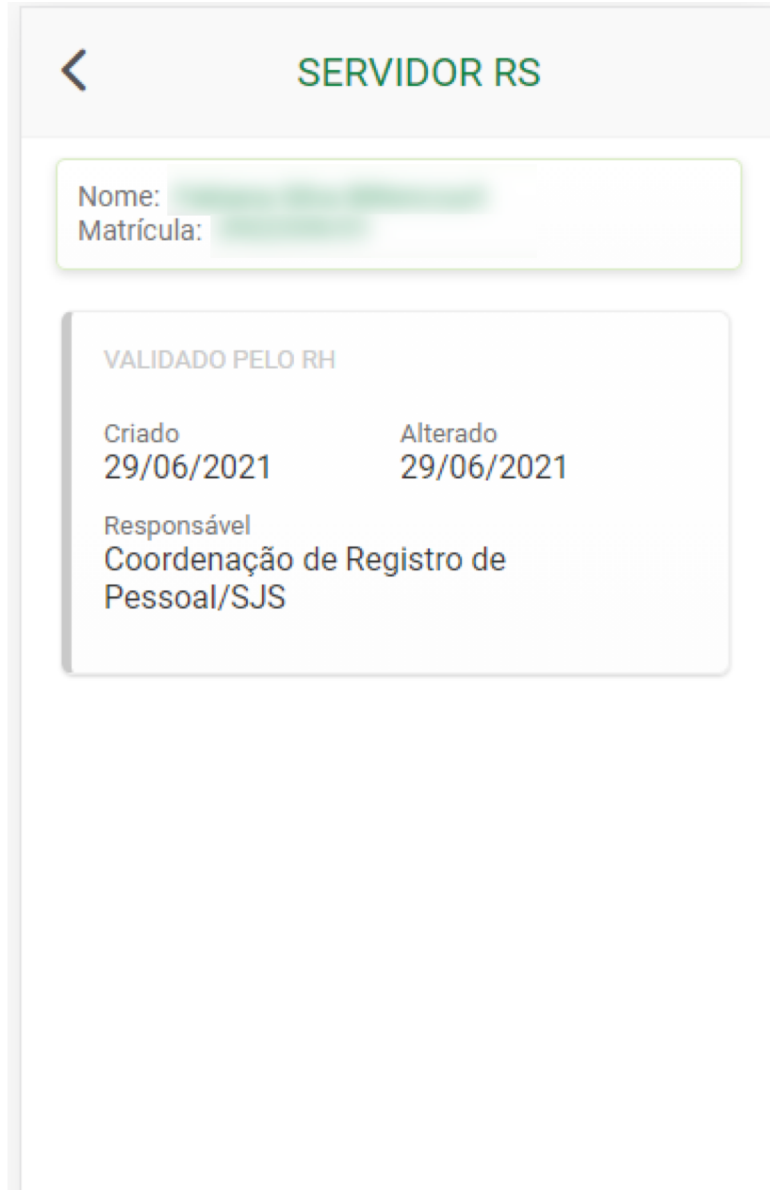 SERVIDOR RS
Nome:
Matrícula:
VALIDADO PELO RH
Criado
Alterado
29/06/2021
29/06/2021
Responsável
Coordenação de Registro de
Pessoal/SJS